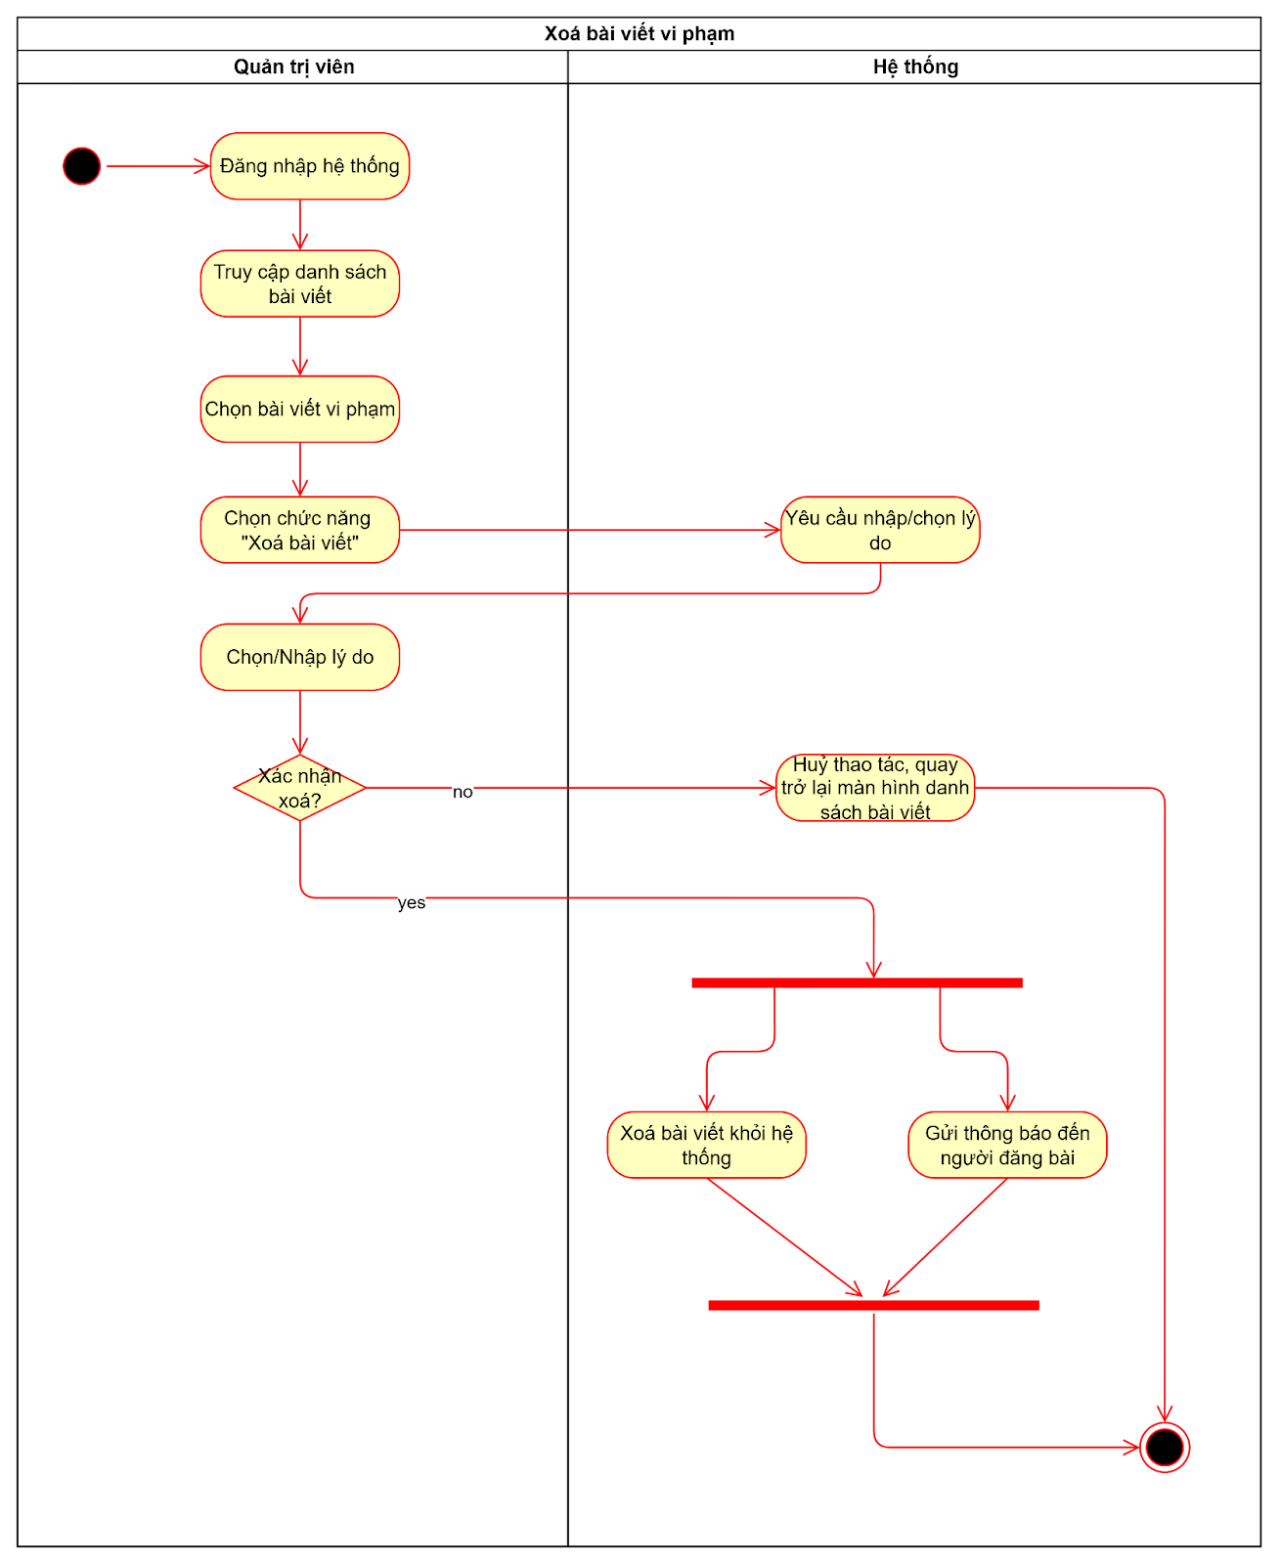 Xoá bài viết vi phạm
Quản trị viên
Hệ thống
Đăng nhập hệ thống
Truy cập danh sách
bài viết
Chọn bài viết vi phạm
Chọn chức năng
"Xoá bài viết"
Yêu cầu nhập/chọn lý
do
Chọn/Nhập lý do
Xác nhận
xoá?
no
Huỷ thao tác, quay
trở lại màn hình danh
sách bài viết
yes
Xoá bài viết khỏi hệ
thống
Gửi thông báo đến
người đăng bài